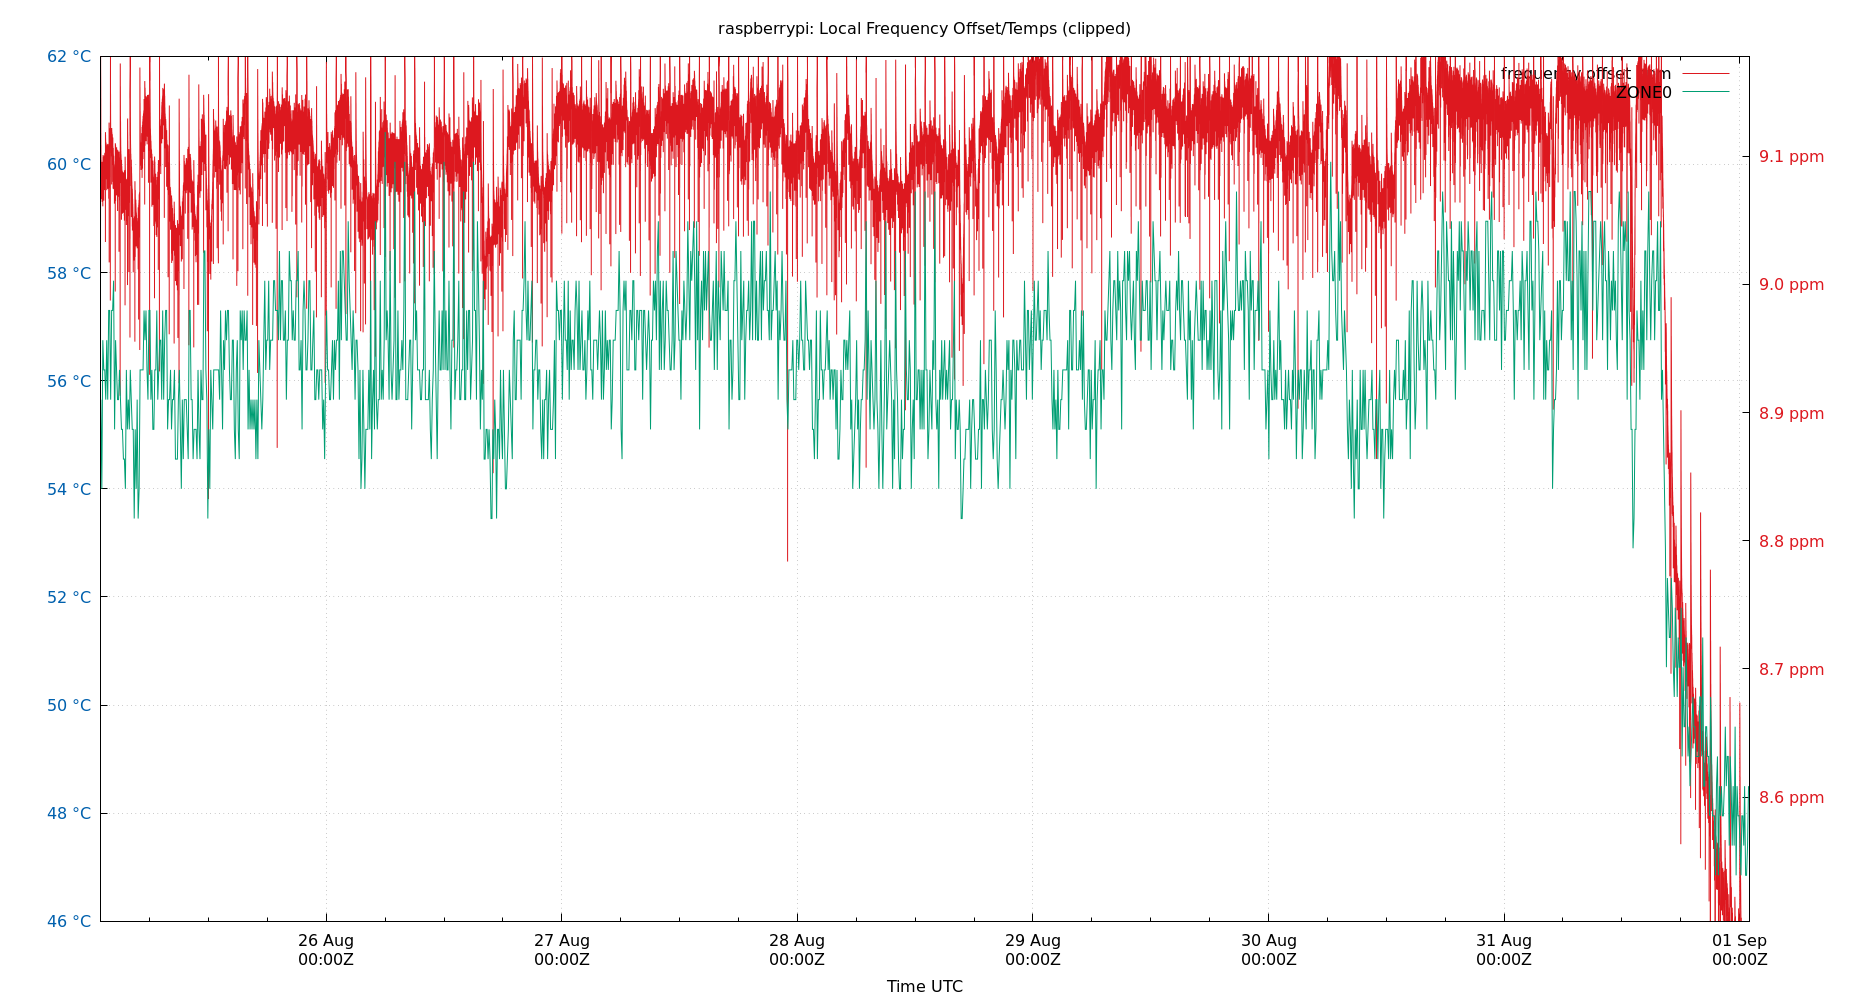 raspberrypi: Local Frequency Offset/Temps (clipped)
62 °C
60 °C
58 °C
56 °C
54 °C
52 °C
50 °C
48 °C
46 °C
frequency offset ppm
ZONE0
9.1 ppm
9.0 ppm
8.9 ppm
8.8 ppm
8.7 ppm
8.6 ppm
26 Aug
00:00Z
27 Aug
00:00Z
28 Aug
00:00Z
29 Aug
00:00Z
30 Aug
00:00Z
31 Aug
00:00Z
01 Sep
00:00Z
Time UTC